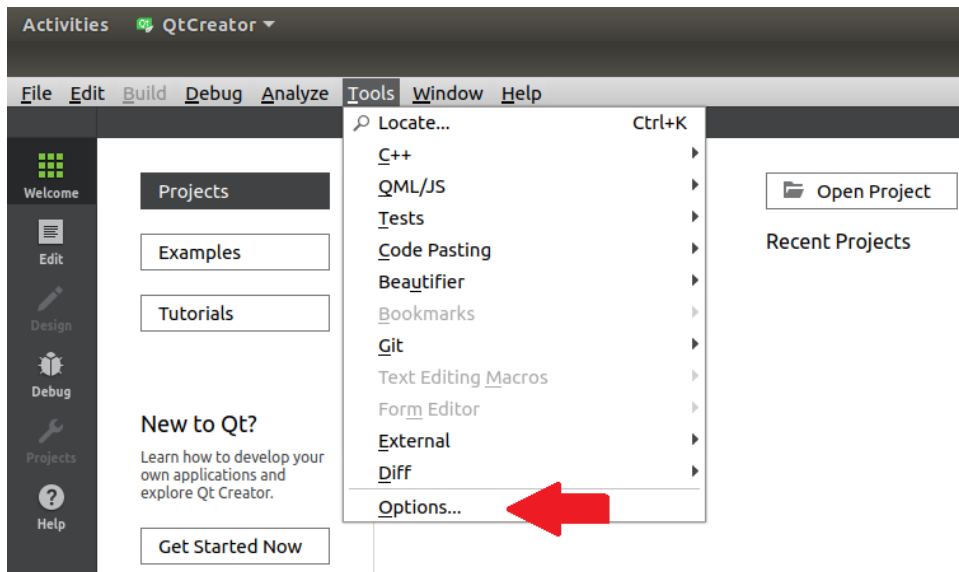 Activities QtCreator
File Edit Build Debug Analyze Tools Window Help
Locate... Ctrl+K
C++
QML/JS
Tests
Code Pasting
Beautifier
Bookmarks
Git
Text Editing Macros
Form Editor
External
Diff
Options...
Welcome
Edit
Design
Debug
Projects
Help
Projects
Examples
Tutorials
New to Qt?
Learn how to develop your
own applications and
explore Qt Creator.
Get Started Now
Open Project
Recent Projects